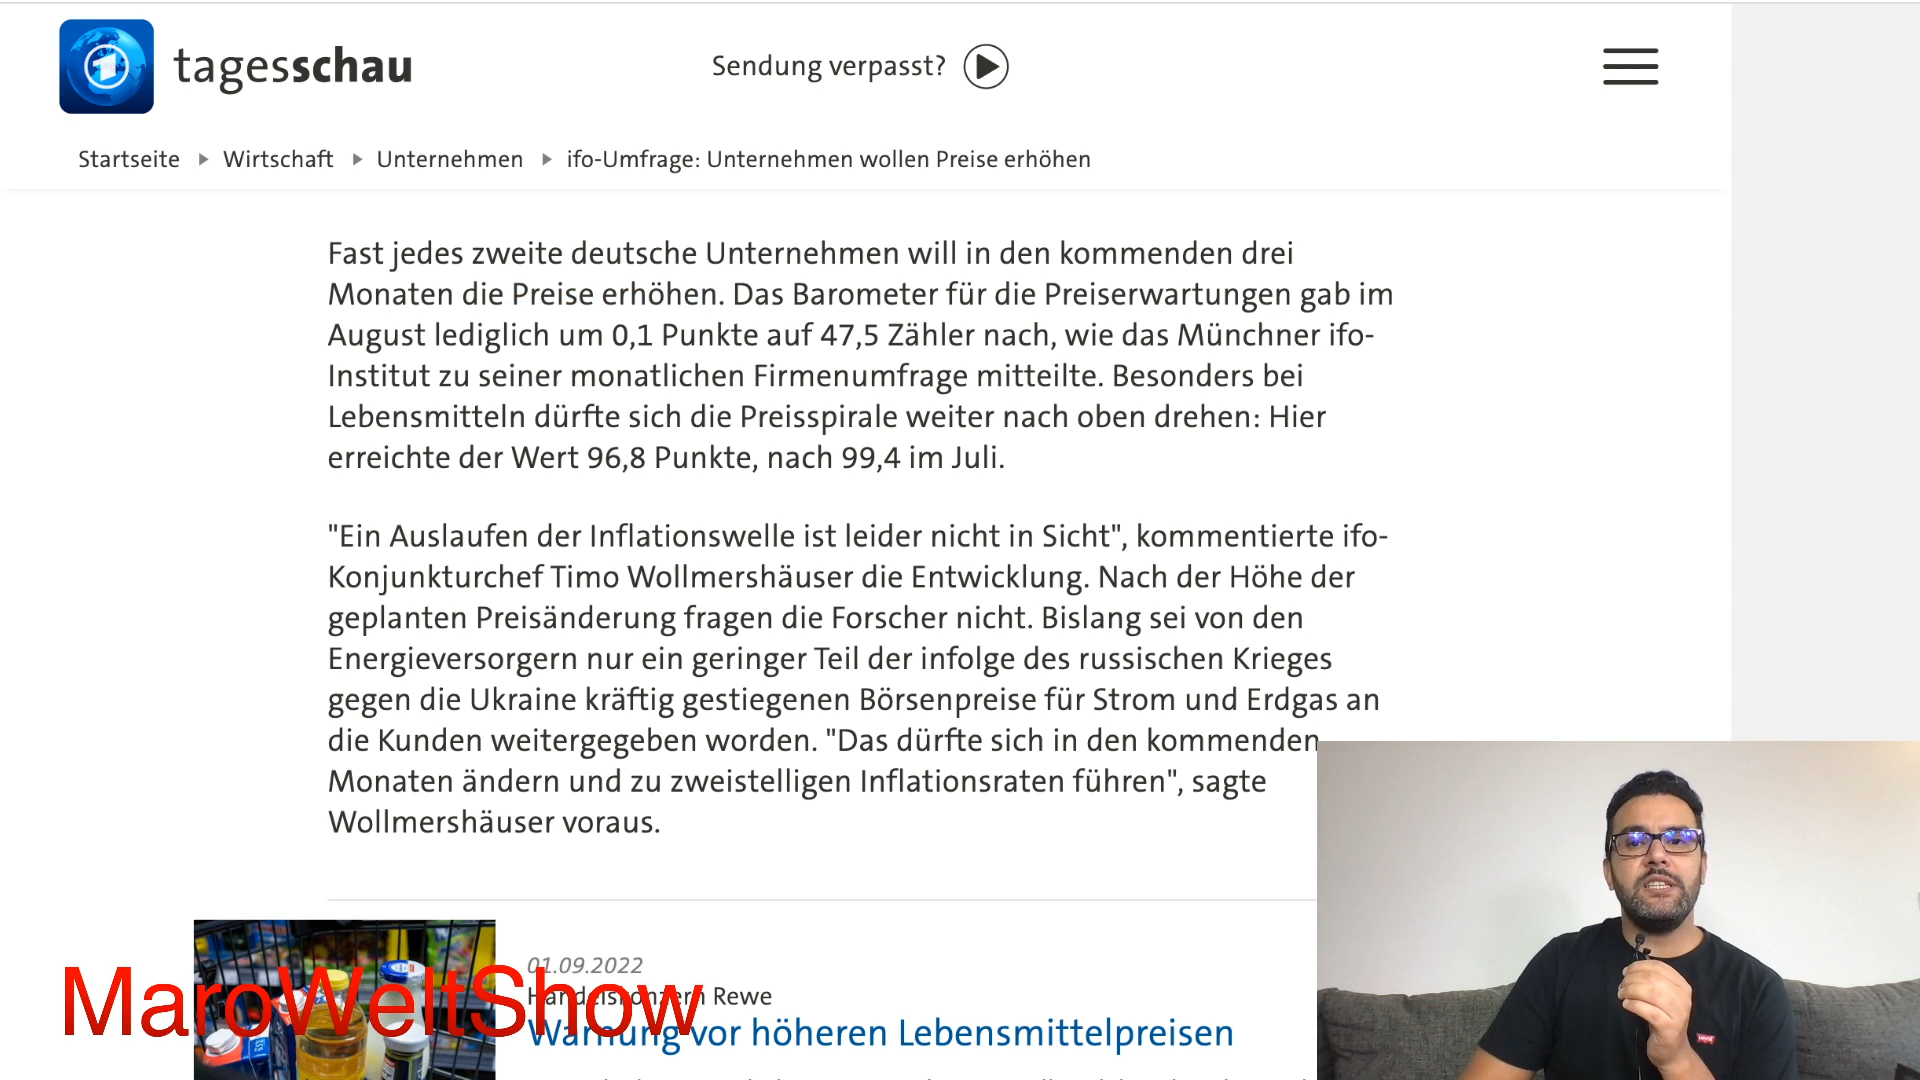 tagesschau
Sendung verpasst?
Startseite Wirtschaft Unternehmen ifo-Umfrage: Unternehmen wollen Preise erhöhen
Fast jedes zweite deutsche Unternehmen will in den kommenden drei
Monaten die Preise erhöhen. Das Barometer für die Preiserwartungen gab im
August lediglich um 0,1 Punkte auf 47,5 Zähler nach, wie das Münchner ifo-
Institut zu seiner monatlichen Firmenumfrage mitteilte. Besonders bei
Lebensmitteln dürfte sich die Preisspirale weiter nach oben drehen: Hier
erreichte der Wert 96,8 Punkte, nach 99,4 im Juli.
"Ein Auslaufen der Inflationswelle ist leider nicht in Sicht", kommentierte ifo-
Konjunkturchef Timo Wollmershäuser die Entwicklung. Nach der Höhe der
geplanten Preisänderung fragen die Forscher nicht. Bislang sei von den
Energieversorgern nur ein geringer Teil der infolge des russischen Krieges
gegen die Ukraine kräftig gestiegenen Börsenpreise für Strom und Erdgas an
die Kunden weitergegeben worden. "Das dürfte sich in den kommenden
Monaten ändern und zu zweistelligen Inflationsraten führen", sagte
Wollmershäuser voraus.
01.09.2022
Handelskonzern Rewe
Warnung vor höheren Lebensmittelpreisen
MaroWeltShow